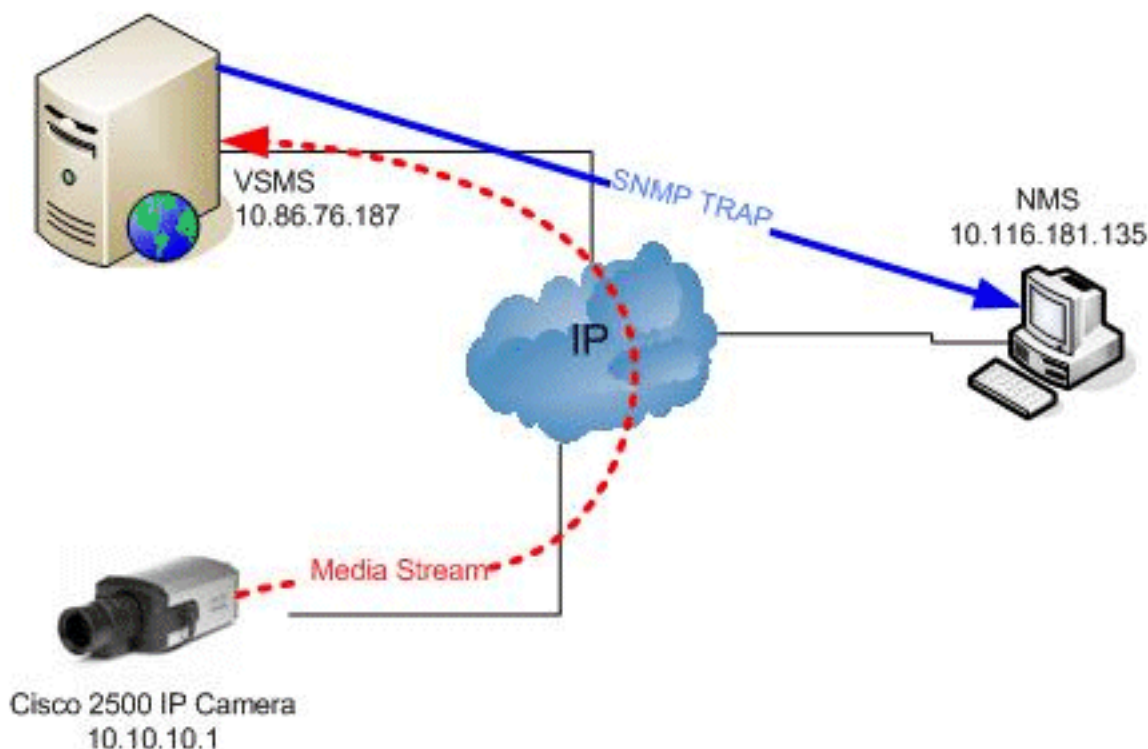 VSMS
10.86.76.187
SNMP TRAP
NMS
10.116.181.135
IP
Media Stream
Cisco 2500 IP Camera
10.10.10.1